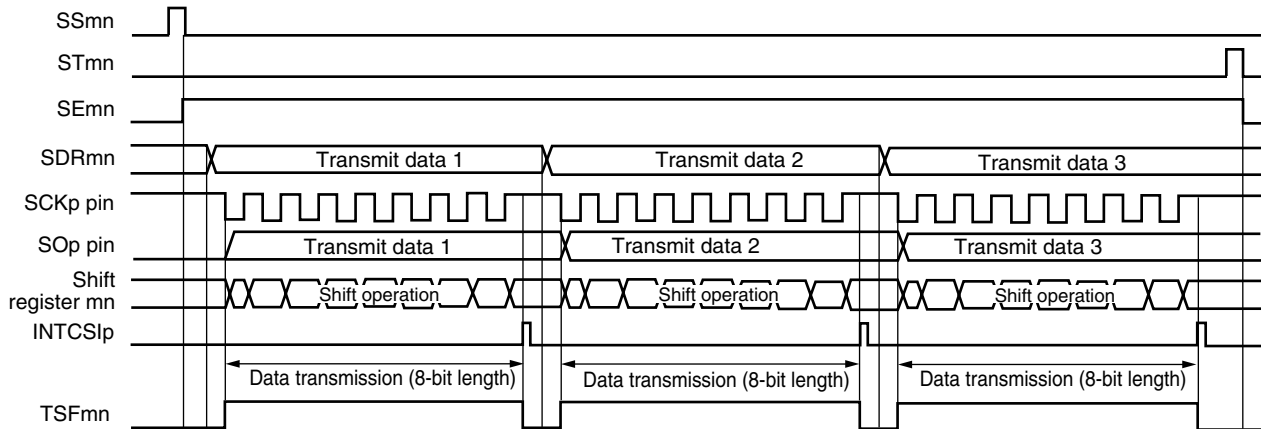 SSmn
STmn
SEmn
SDRmn Transmit data 1 Transmit data 2 Transmit data 3
SCKp pin
SOp pin Transmit data 1 Transmit data 2 Transmit data 3
Shift
register mn Shift operation Shift operation Shift operation
INTCSIp
Data transmission (8-bit length) Data transmission (8-bit length) Data transmission (8-bit length)
TSFmn